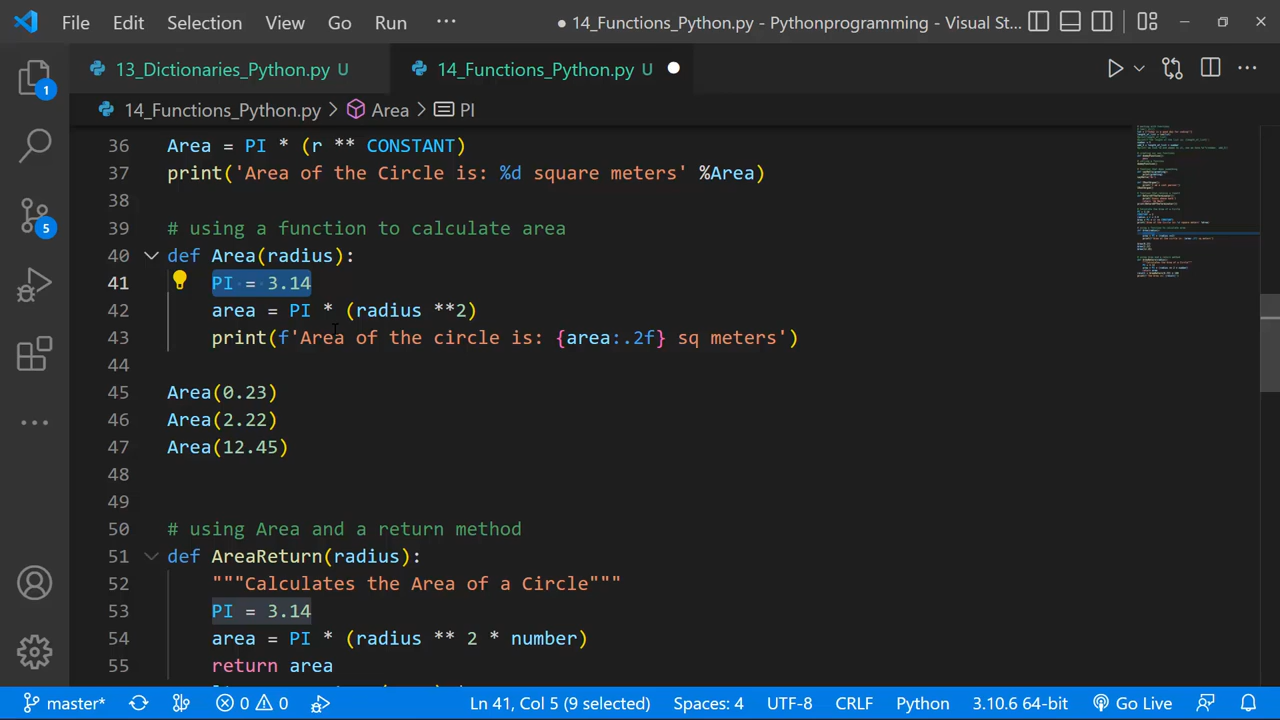 File Edit Selection View Go Run ··· ● 14_Functions_Python.py - Pythonprogramming - Visual St...
13_Dictionaries_Python.py U 14_Functions_Python.py U ●
14_Functions_Python.py > Area > PI
36 Area = PI * (r ** CONSTANT)
37 print('Area of the Circle is: %d square meters' %Area)
38
39 # using a function to calculate area
40 def Area(radius):
41 PI = 3.14
42 area = PI * (radius **2)
43 print(f'Area of the circle is: {area:.2f} sq meters')
44
45 Area(0.23)
46 Area(2.22)
47 Area(12.45)
48
49
50 # using Area and a return method
51 def AreaReturn(radius):
52 """Calculates the Area of a Circle"""
53 PI = 3.14
54 area = PI * (radius ** 2 * number)
55 return area
1
5
master* 0 0 Ln 41, Col 5 (9 selected) Spaces: 4 UTF-8 CRLF Python 3.10.6 64-bit Go Live